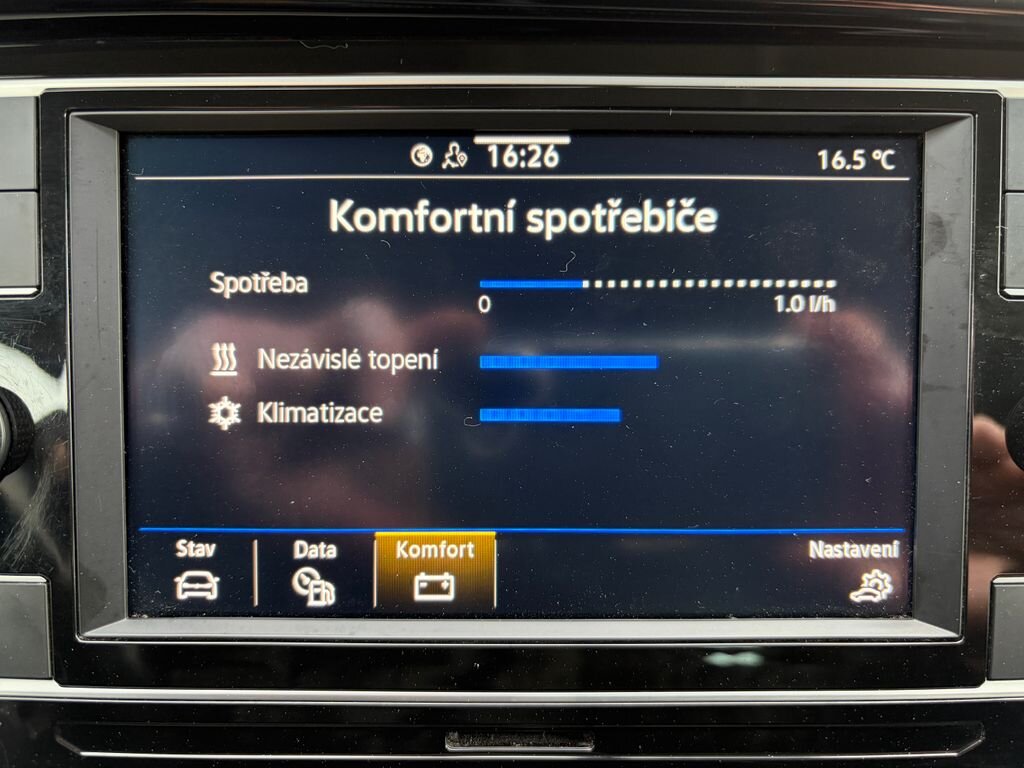 16:26
16.5 °C
Komfortní spotřebiče
Spotřeba
0
1.0 l/h
Nezávislé topení
Klimatizace
Stav
Data
Komfort
Nastavení